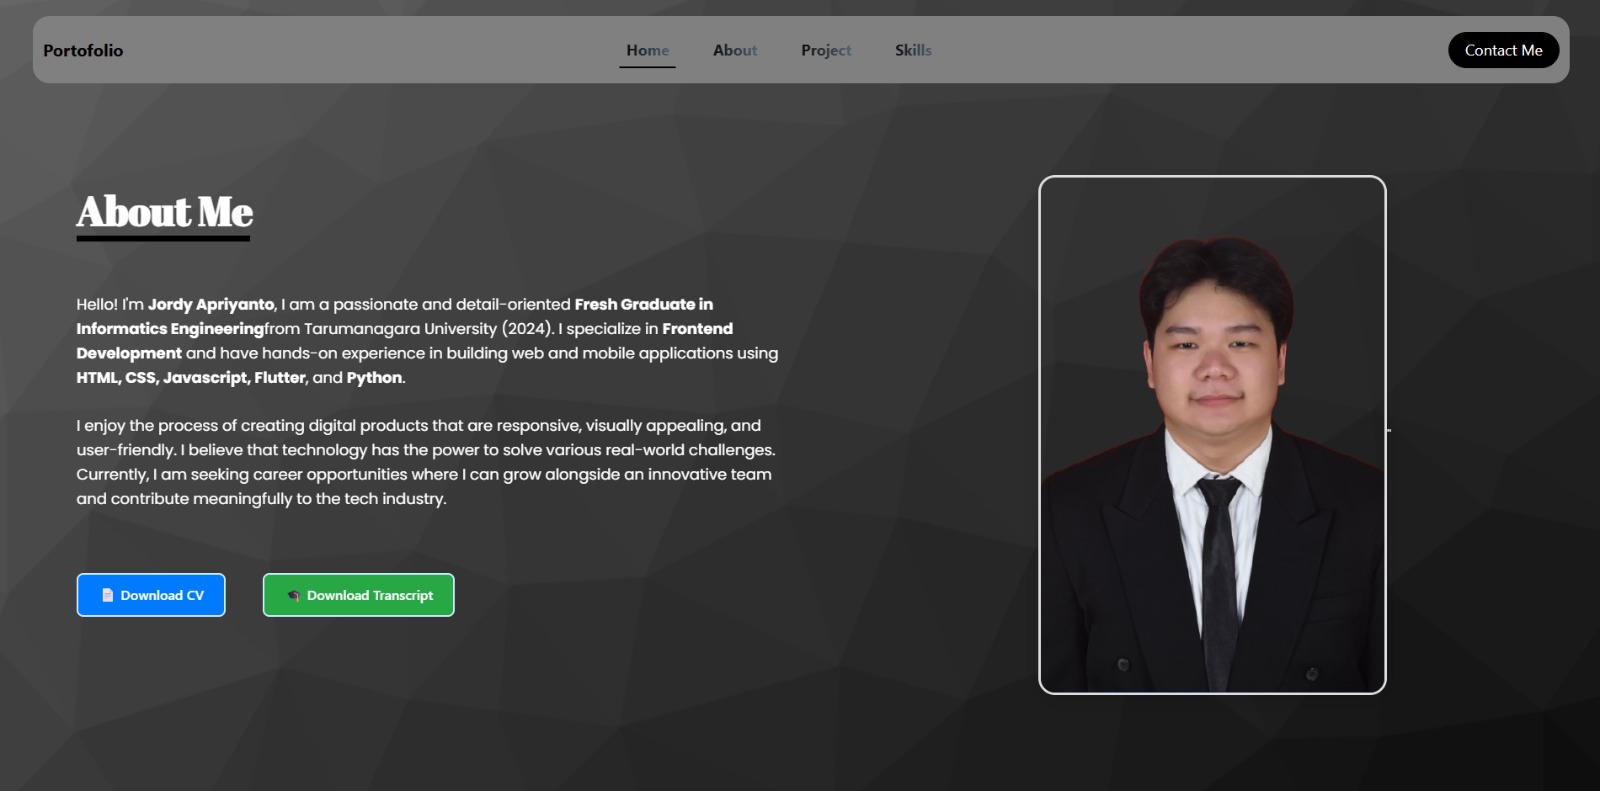 Portofolio
Home
About
Project
Skills
Contact Me
About Me
Hello! I'm Jordy Apriyanto, I am a passionate and detail-oriented Fresh Graduate in
Informatics Engineeringfrom Tarumanagara University (2024). I specialize in Frontend
Development and have hands-on experience in building web and mobile applications using
HTML, CSS, Javascript, Flutter, and Python.
I enjoy the process of creating digital products that are responsive, visually appealing, and
user-friendly. I believe that technology has the power to solve various real-world challenges.
Currently, I am seeking career opportunities where I can grow alongside an innovative team
and contribute meaningfully to the tech industry.
Download CV
Download Transcript